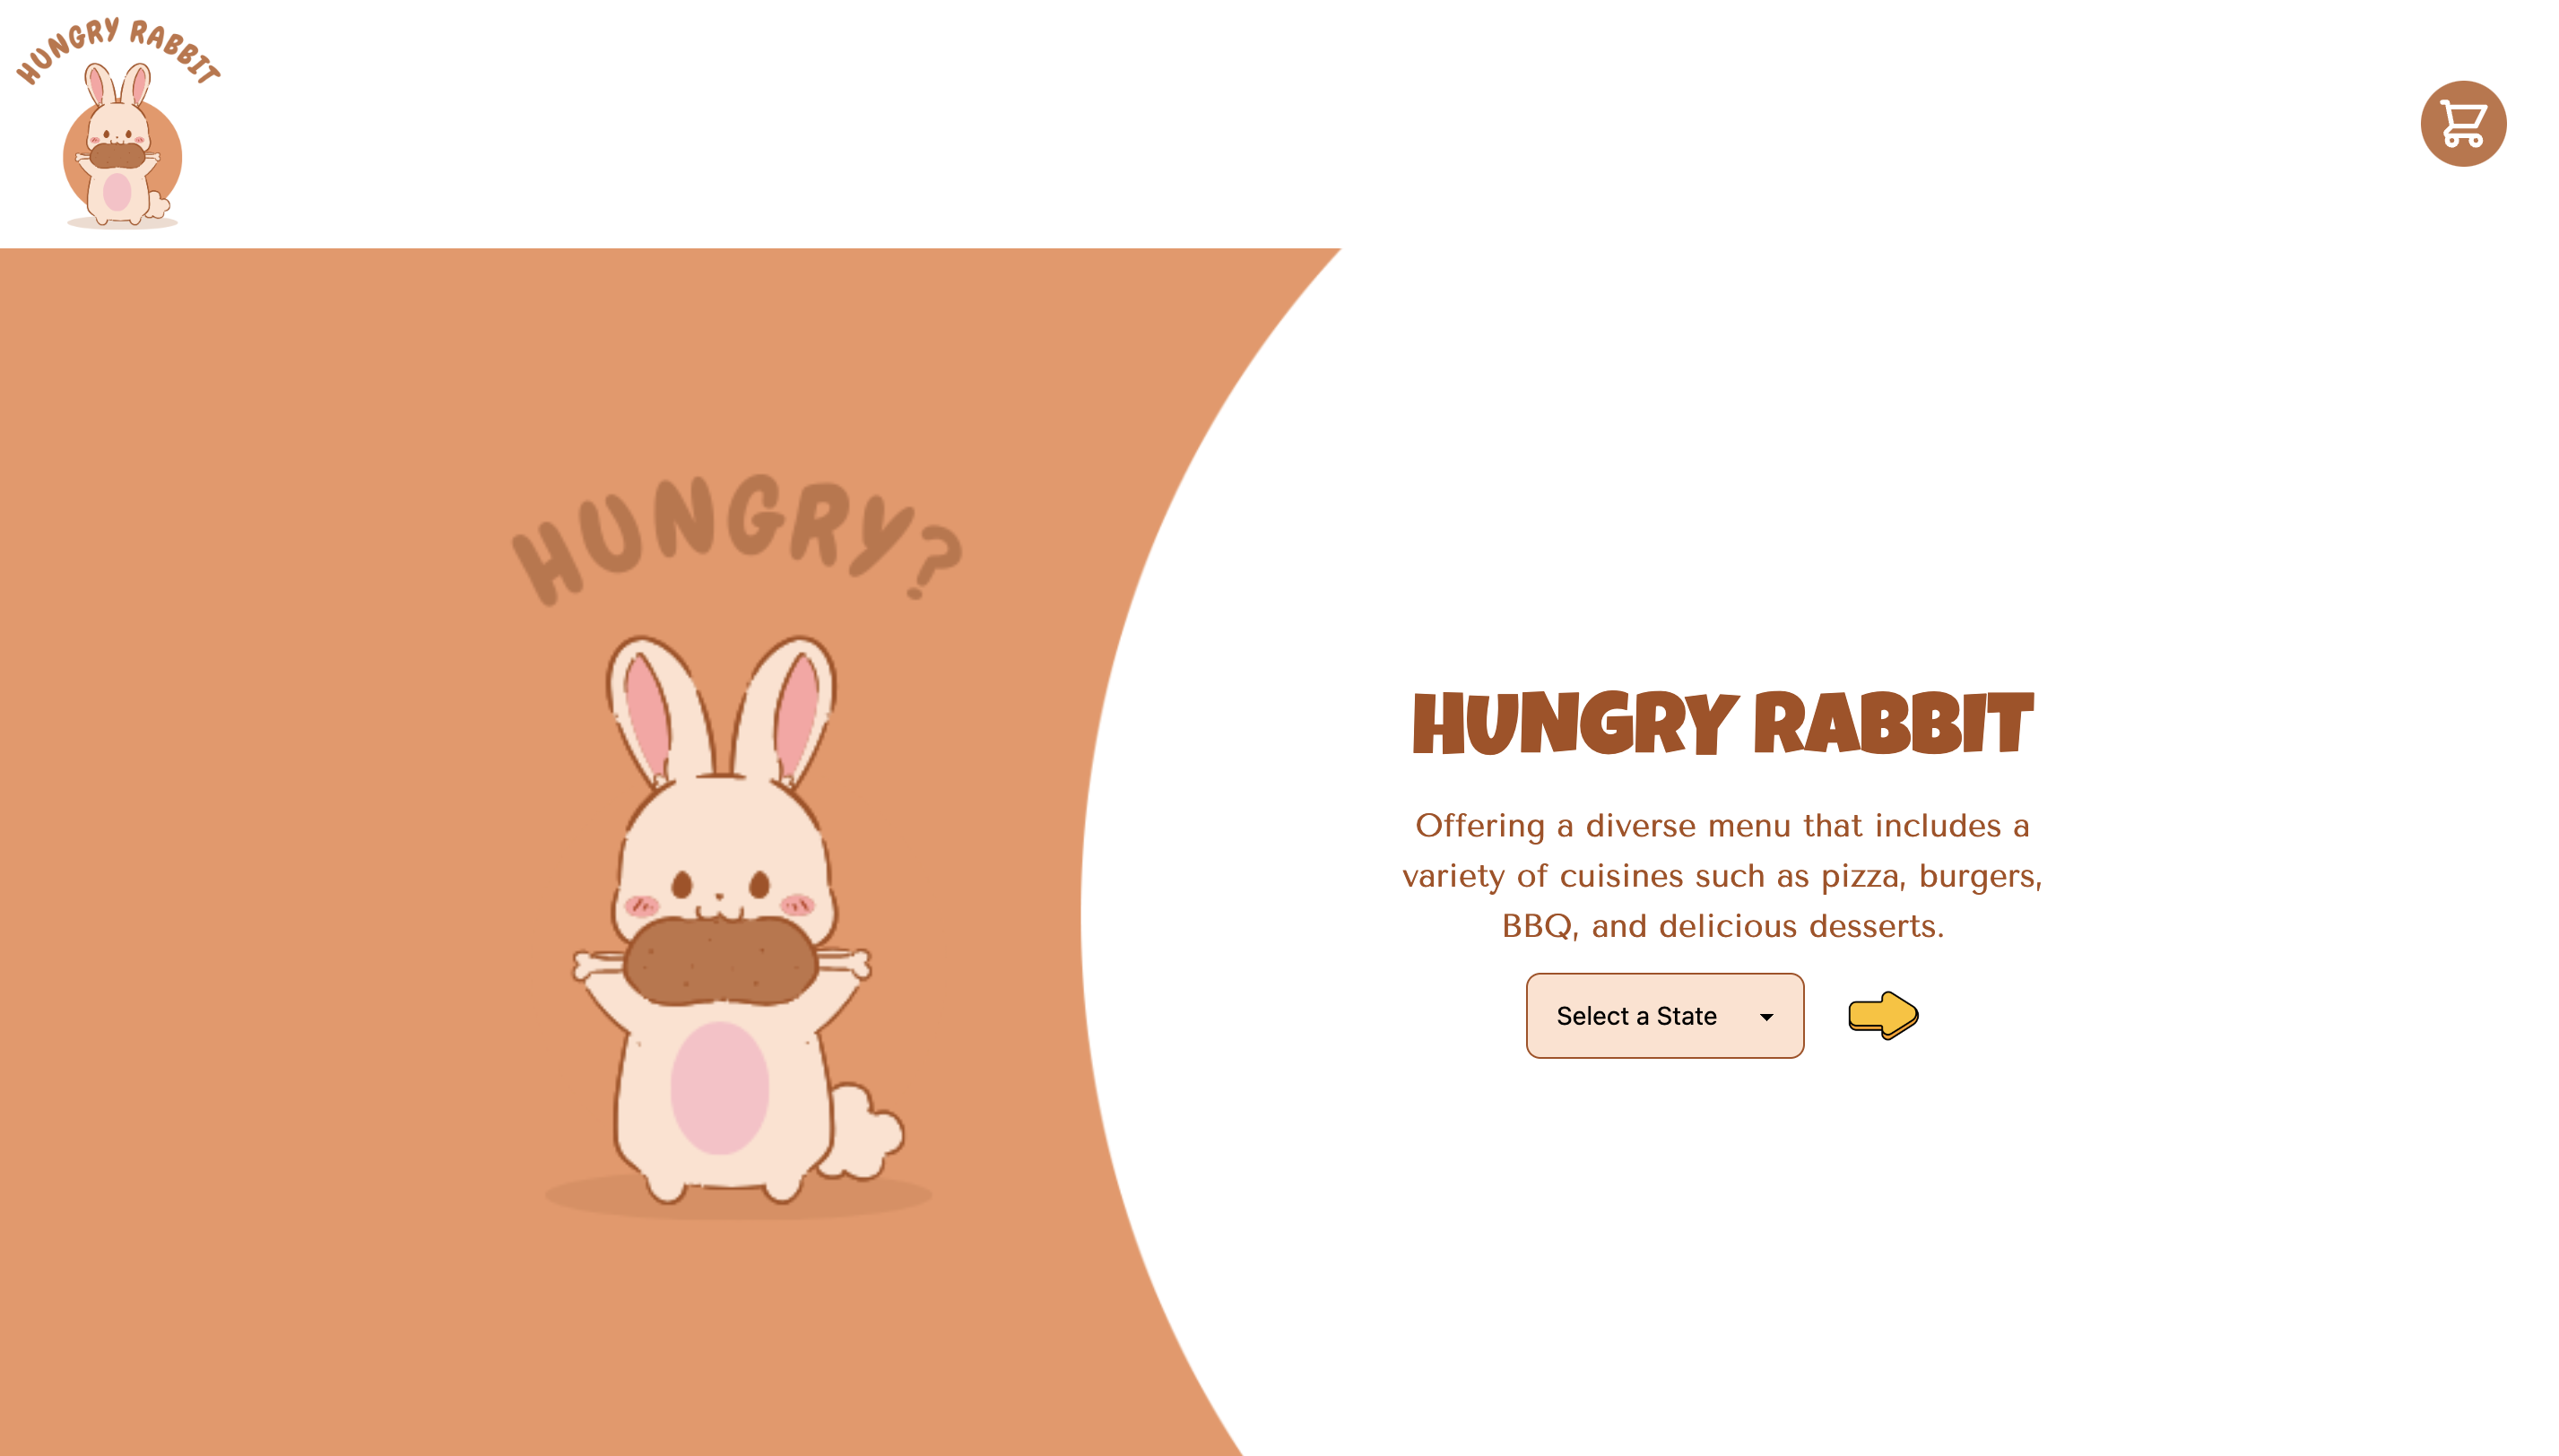 HUNGRY RABBIT
HUNGRY?
HUNGRY RABBIT
Offering a diverse menu that includes a
variety of cuisines such as pizza, burgers,
BBQ, and delicious desserts.
Select a State